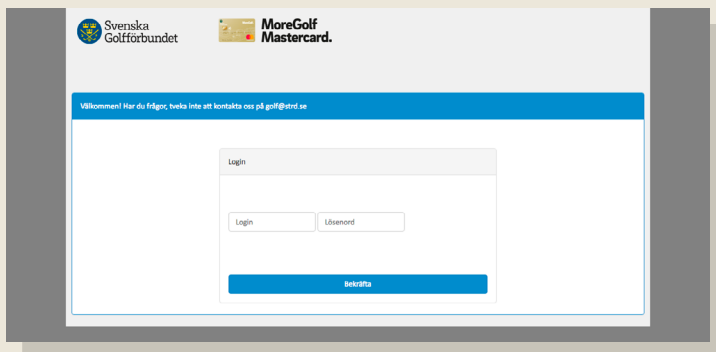 Svenska
Golfförbundet
MoreGolf
Mastercard.
Välkommen! Har du frågor, tveka inte att kontakta oss på golf@strd.se
Login
Login
Lösenord
Bekräfta